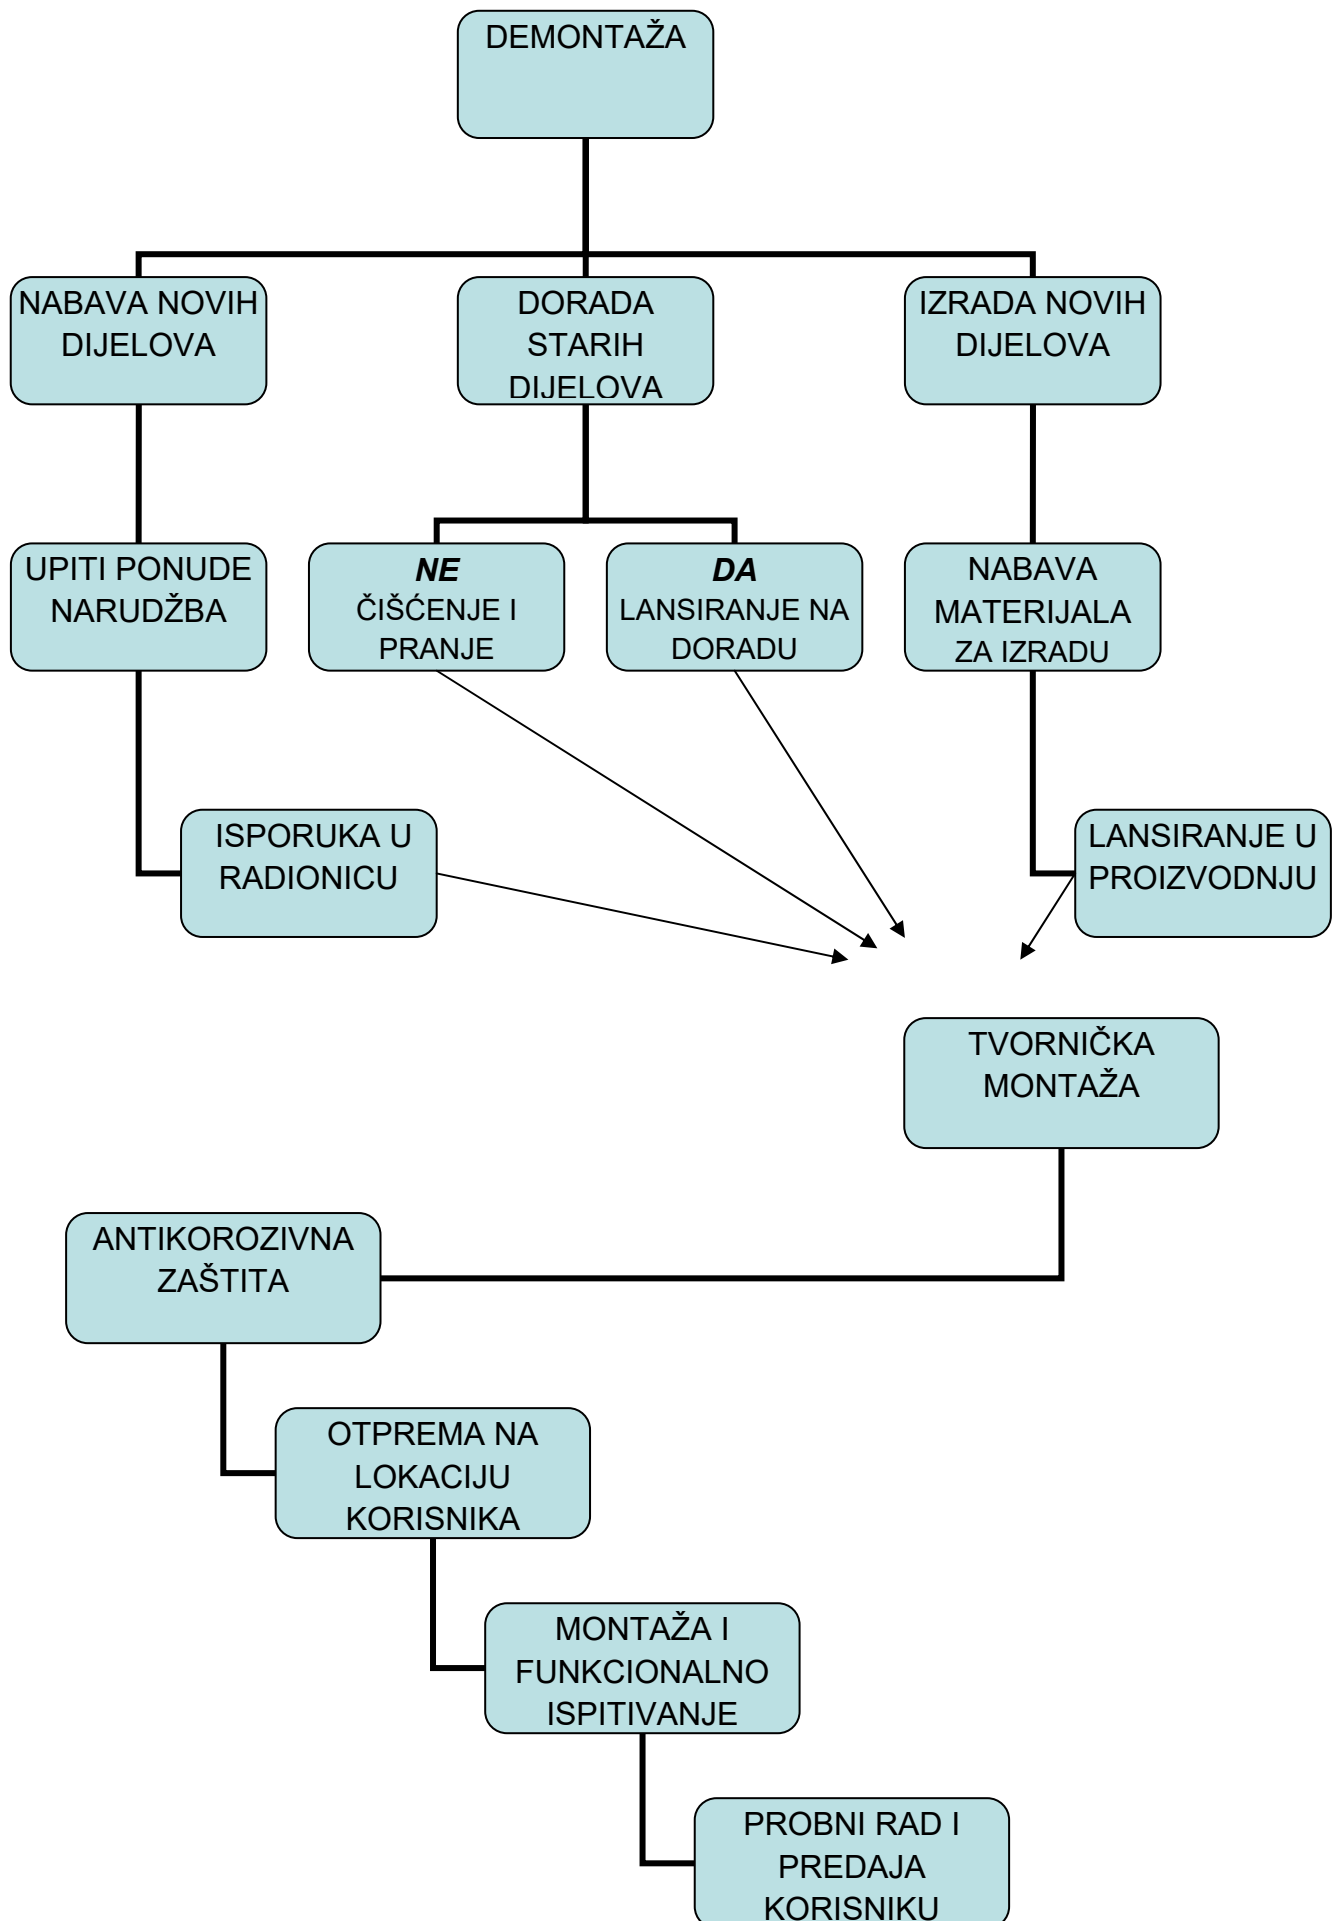 DEMONTAŽA
NABAVA NOVIH
DIJELOVA
DORADA
STARIH
DIJELOVA
IZRADA NOVIH
DIJELOVA
UPITI PONUDE
NARUDŽBA
NE
ČIŠĆENJE I
PRANJE
DA
LANSIRANJE NA
DORADU
NABAVA
MATERIJALA
ZA IZRADU
ISPORUKA U
RADIONICU
LANSIRANJE U
PROIZVODNJU
TVORNIČKA
MONTAŽA
ANTIKOROZIVNA
ZAŠTITA
OTPREMA NA
LOKACIJU
KORISNIKA
MONTAŽA I
FUNKCIONALNO
ISPITIVANJE
PROBNI RAD I
PREDAJA
KORISNIKU